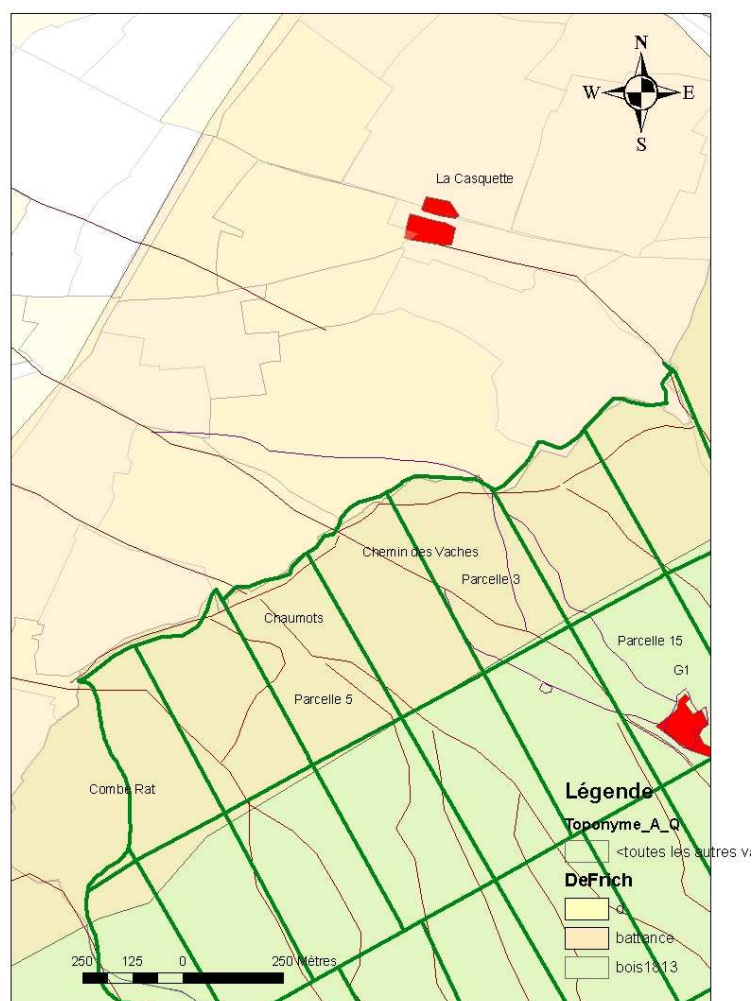 N
W E
S
La Casquette
Chemin des Vaches
Parcelle 3
Chaumots
Parcelle 15
G1
Parcelle 5
Combe Rat
Légende
Toponyme_A_Q
<toutes les autres va
DeFrich
d
battance
bois1813
250 125 0 250 Mètres